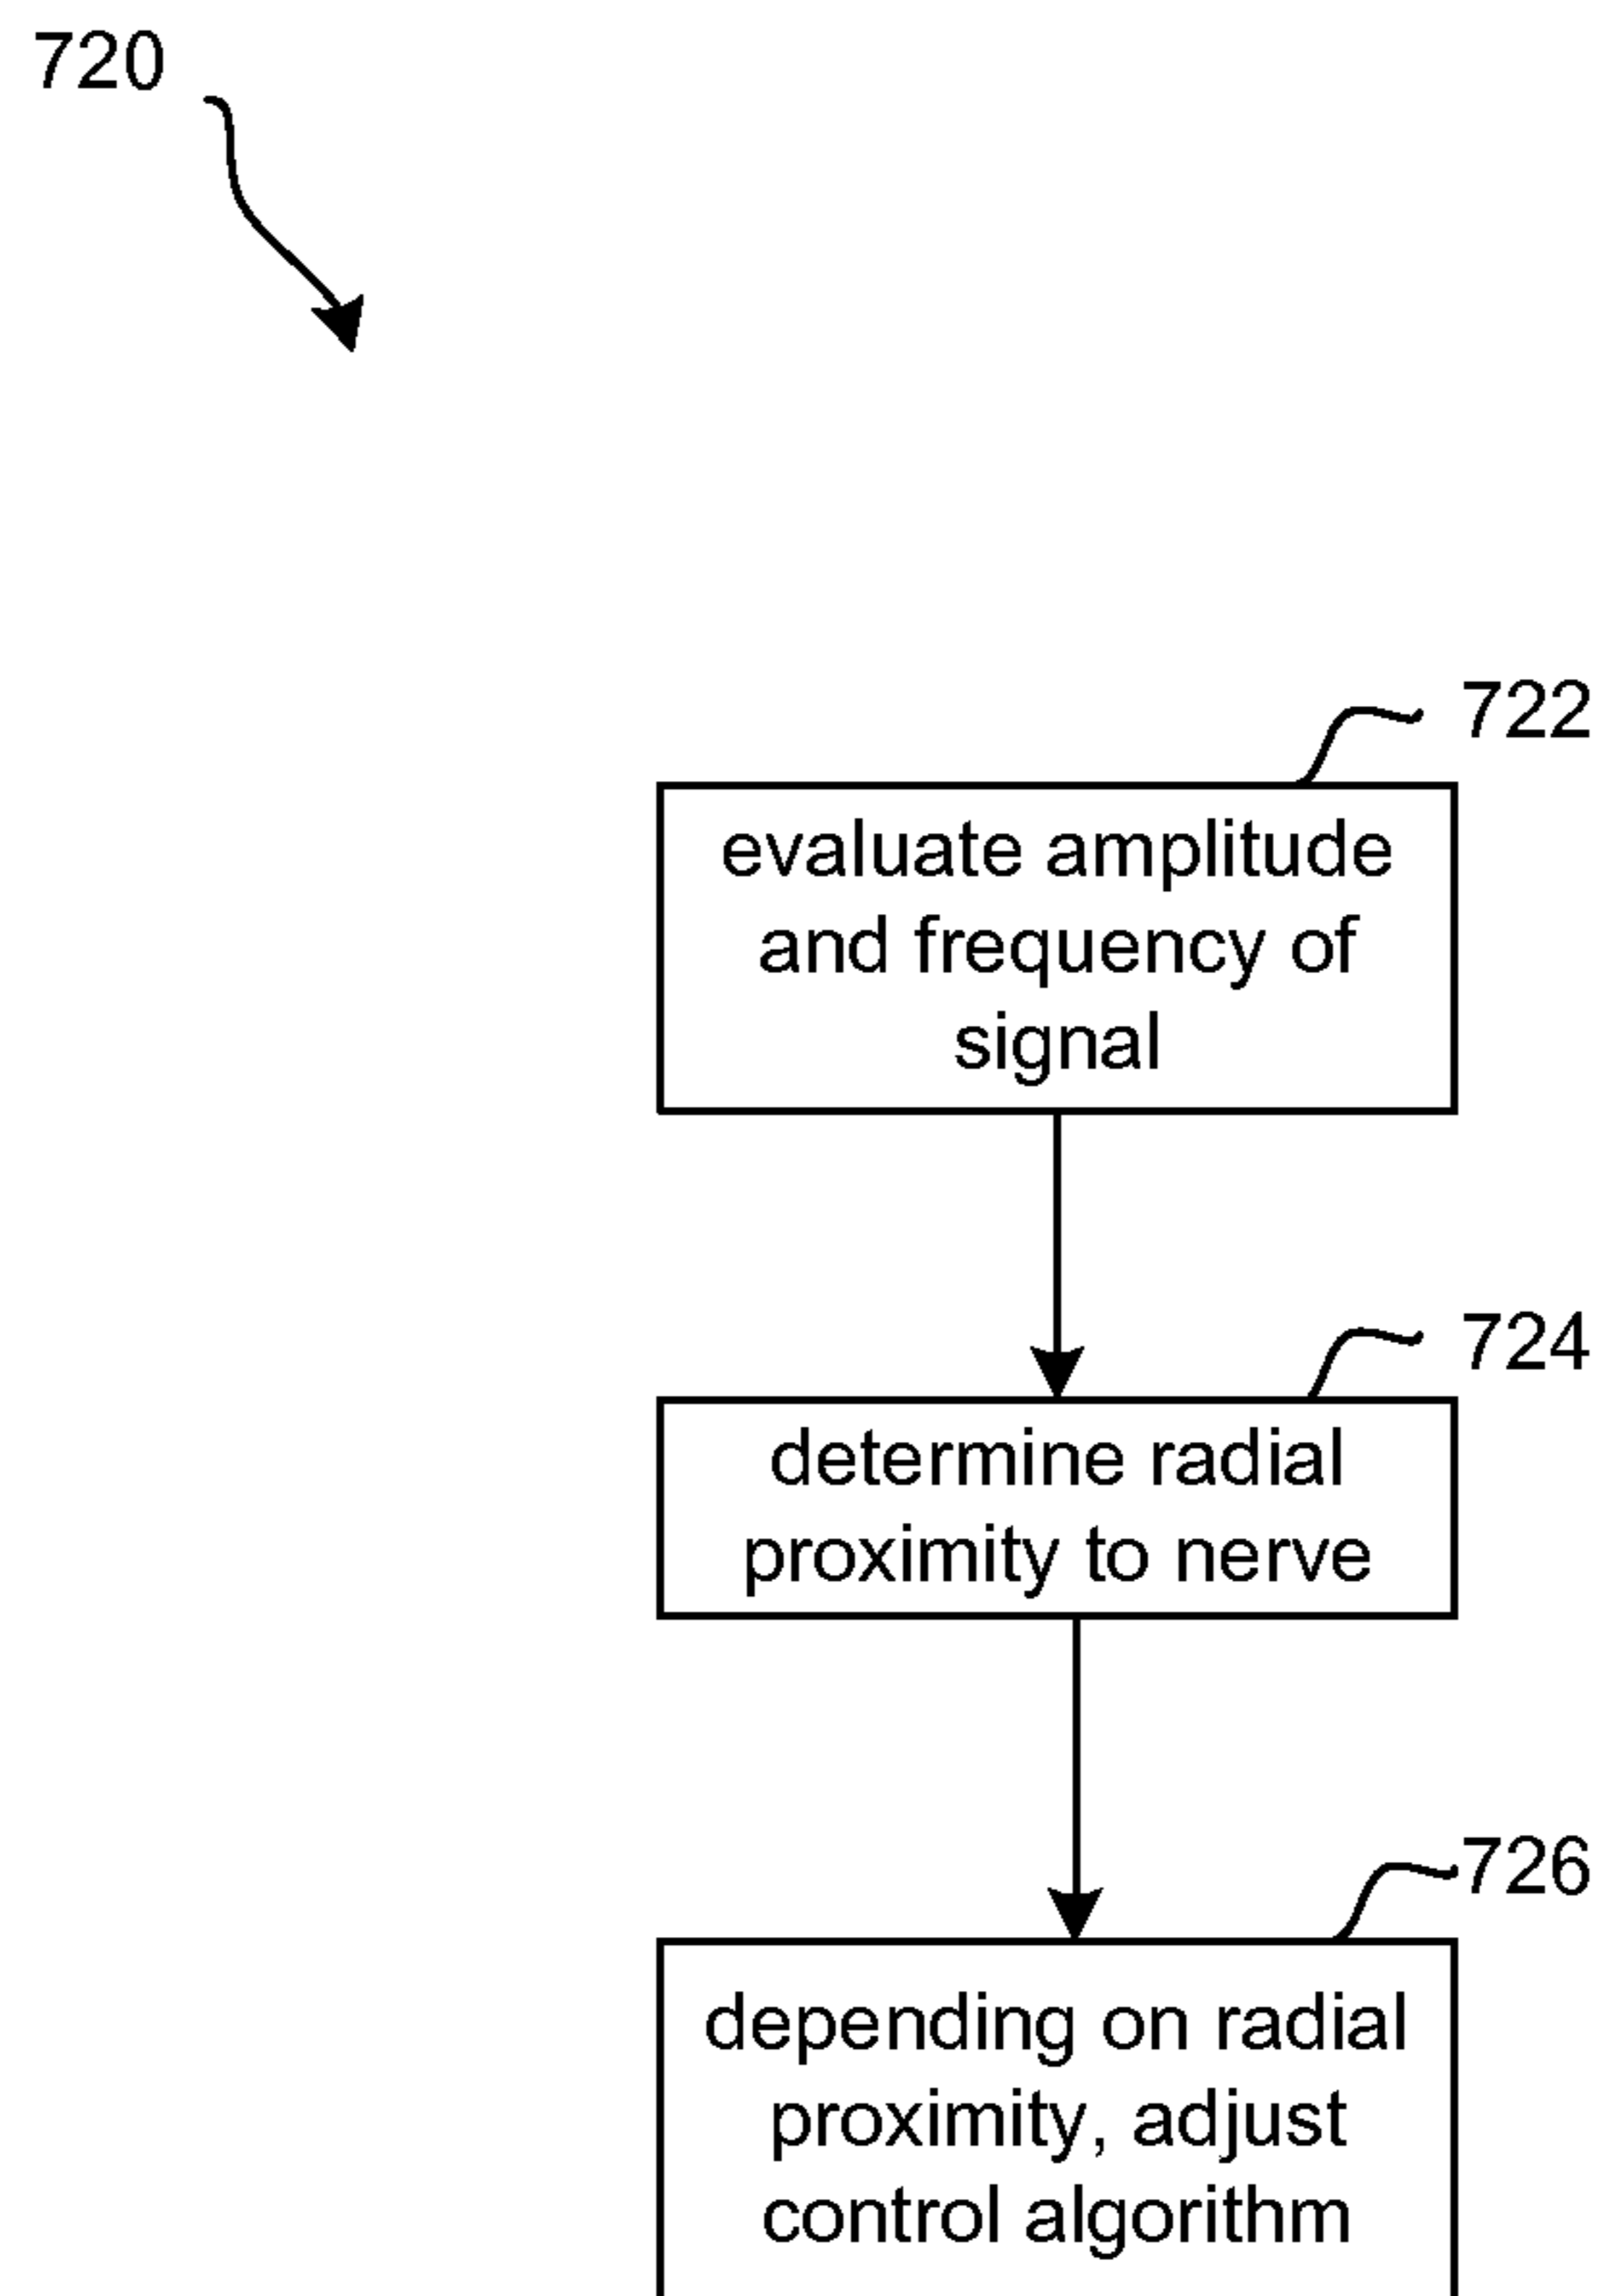 720
722
evaluate amplitude
and frequency of
signal
724
determine radial
proximity to nerve
726
depending on radial
proximity, adjust
control algorithm